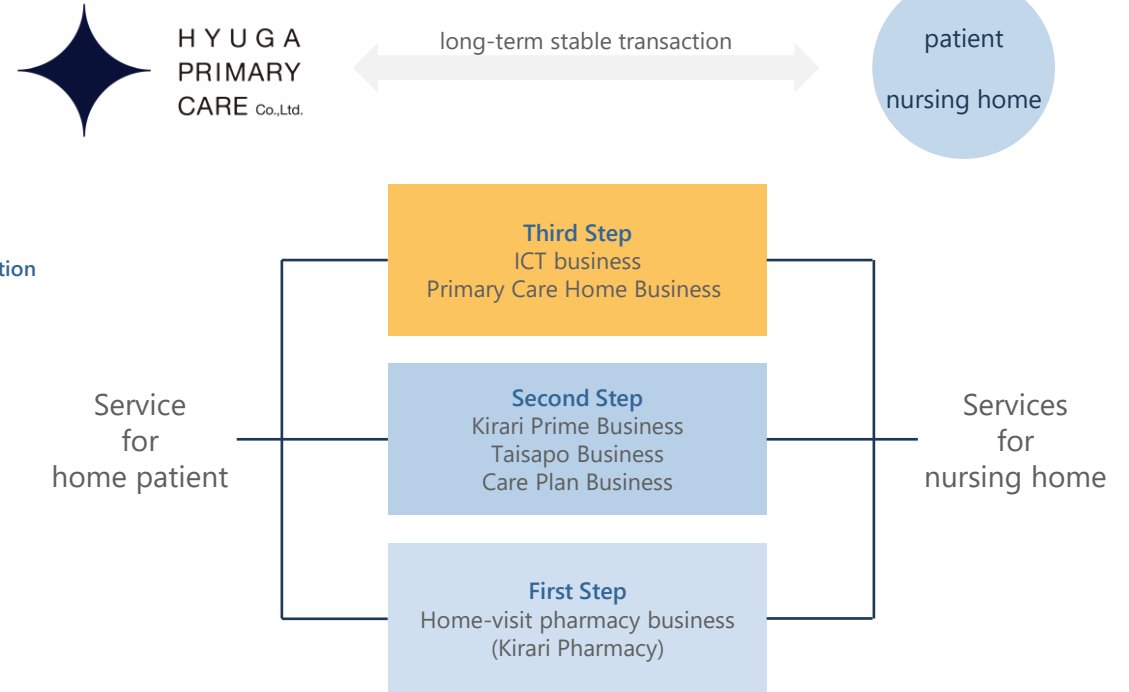 HYUGA
PRIMARY
CARE Co.,Ltd.
long-term stable transaction
patient
nursing home
Third Step
ICT business
Primary Care Home Business
tion
Second Step
Kirari Prime Business
Taisapo Business
Care Plan Business
Service
for
home patient
Services
for
nursing home
First Step
Home-visit pharmacy business
(Kirari Pharmacy)